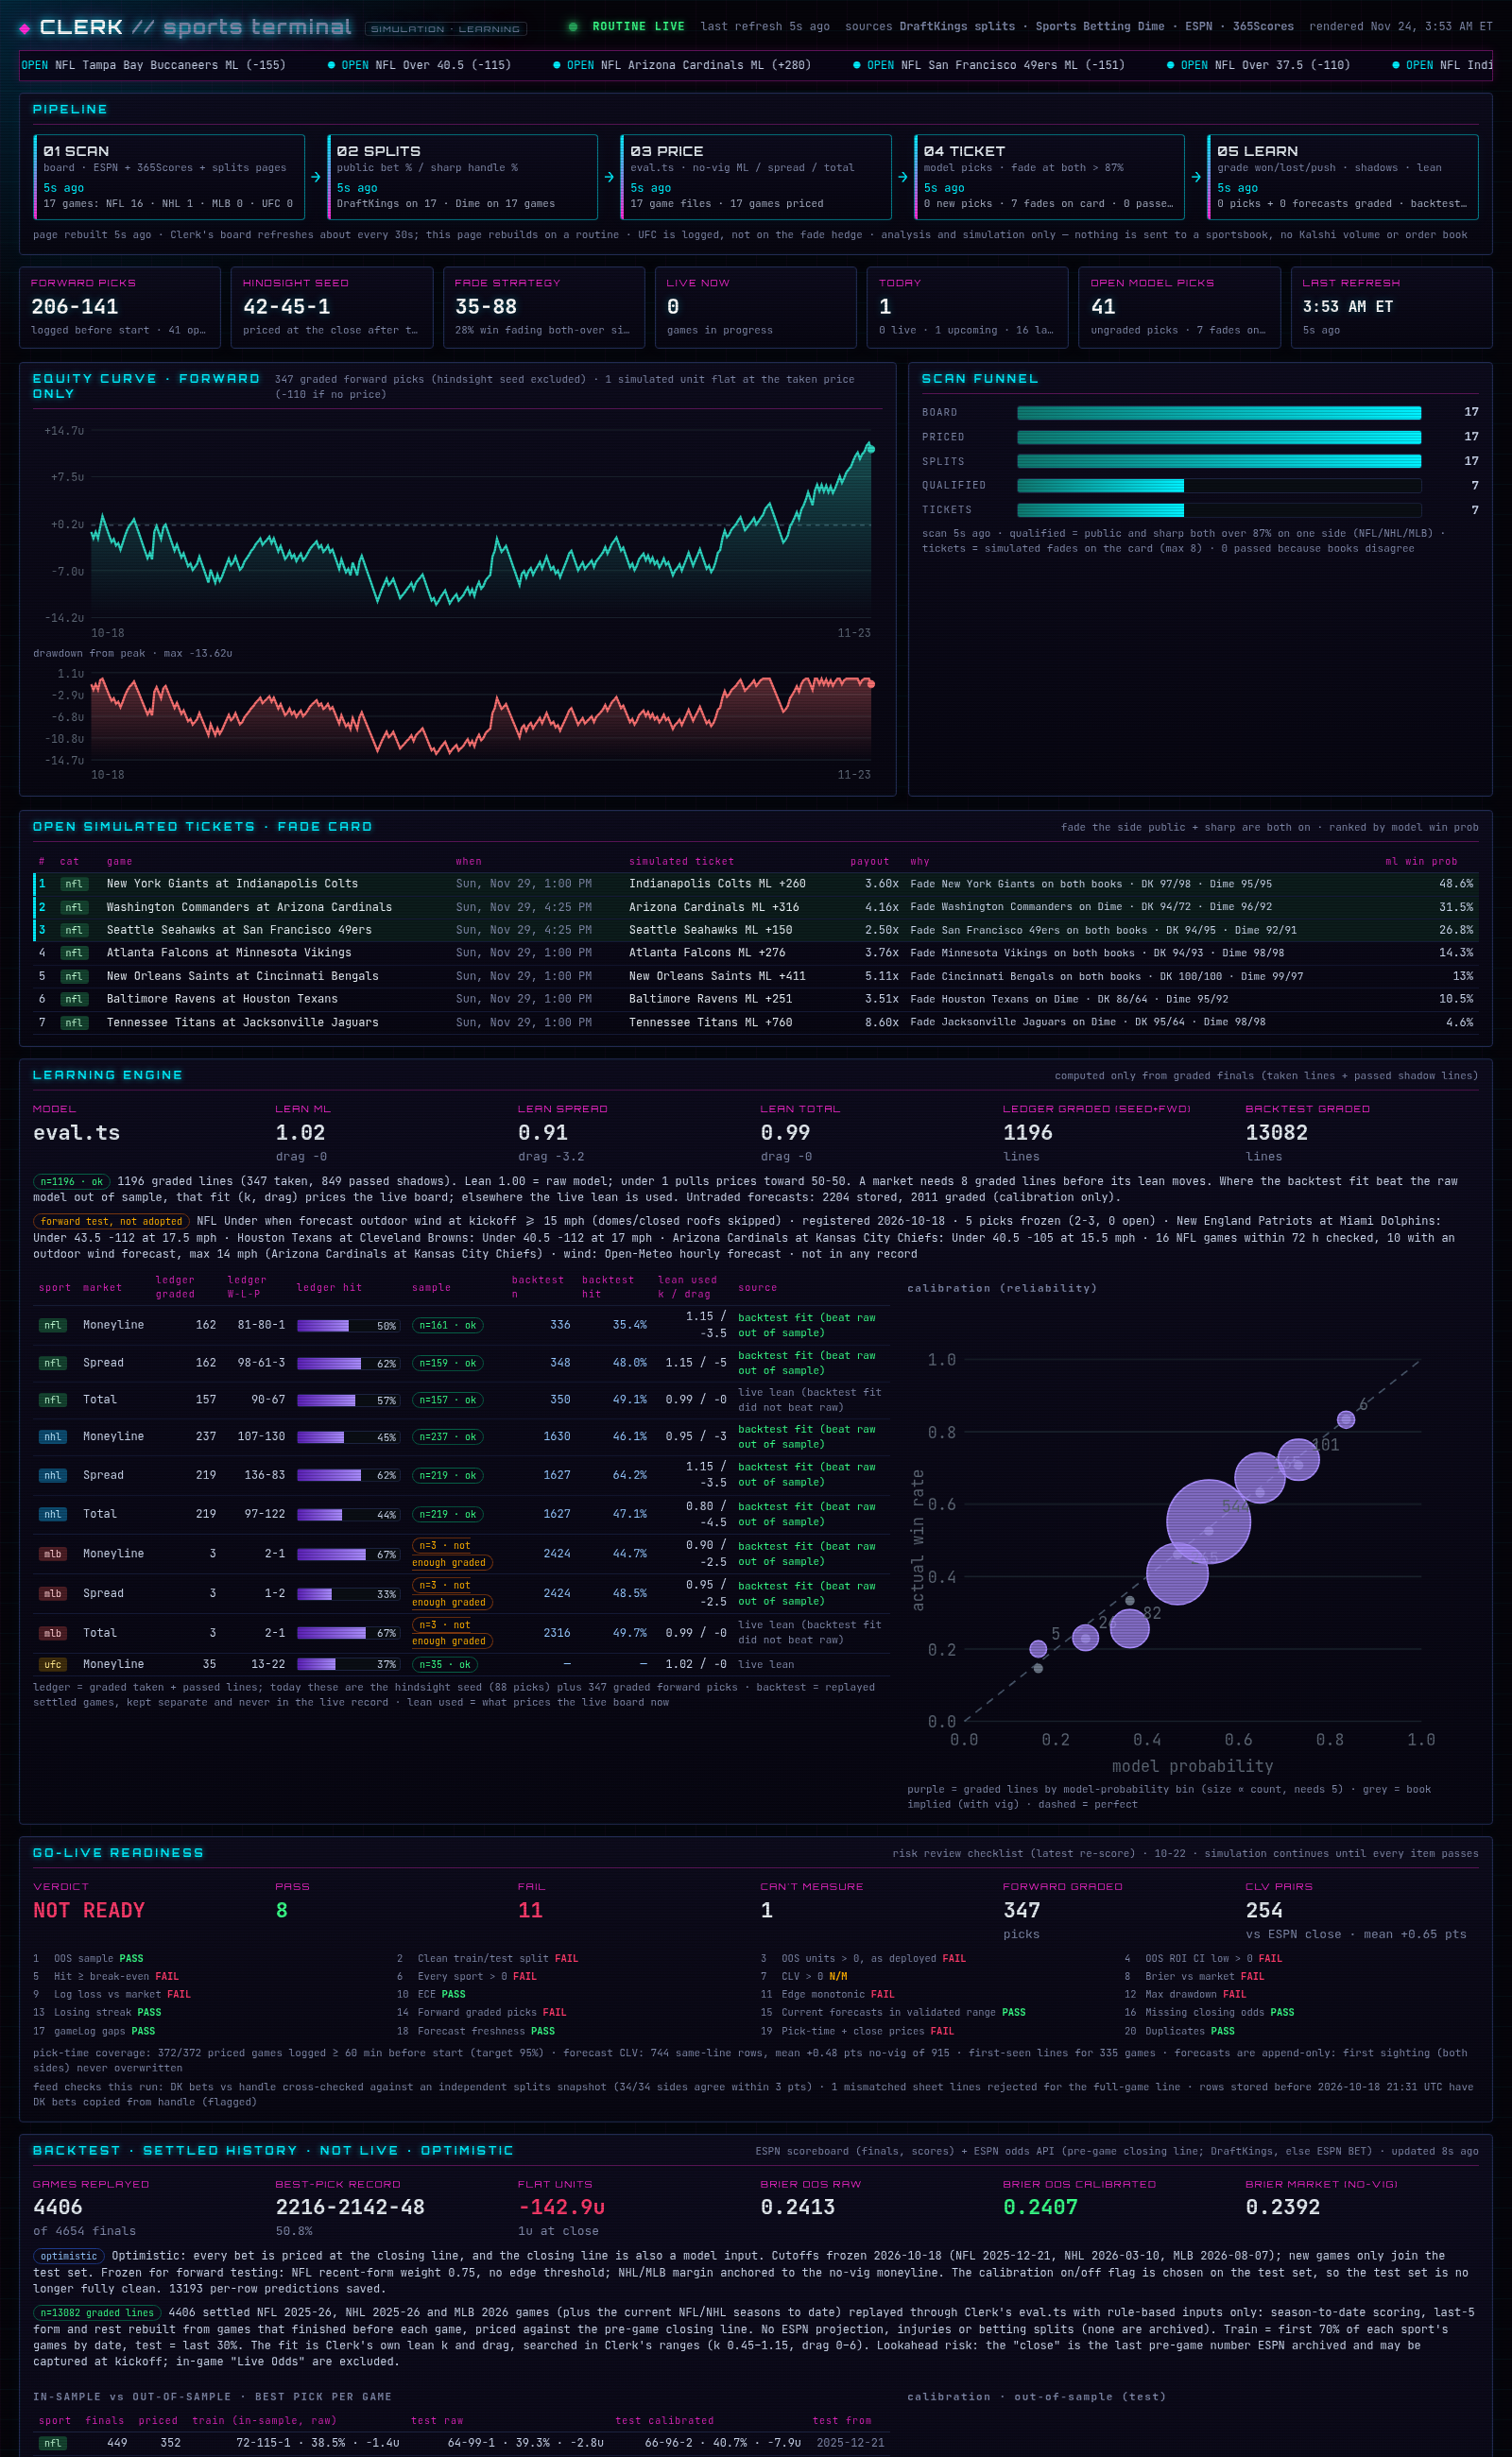 ◆ CLERK // sports terminal SIMULATION · LEARNING ● ROUTINE LIVE last refresh 5s ago sources DraftKings splits · Sports Betting Dime · ESPN · 365Scores rendered Nov 24, 3:53 AM ET
OPEN NFL Tampa Bay Buccaneers ML (-155) ● OPEN NFL Over 40.5 (-115) ● OPEN NFL Arizona Cardinals ML (+280) ● OPEN NFL San Francisco 49ers ML (-151) ● OPEN NFL Over 37.5 (-110) ● OPEN NFL Indi
PIPELINE
01 SCAN
board · ESPN + 365Scores + splits pages
5s ago
17 games: NFL 16 · NHL 1 · MLB 0 · UFC 0
→
02 SPLITS
public bet % / sharp handle %
5s ago
DraftKings on 17 · Dime on 17 games
→
03 PRICE
eval.ts · no-vig ML / spread / total
5s ago
17 game files · 17 games priced
→
04 TICKET
model picks · fade at both > 87%
5s ago
0 new picks · 7 fades on card · 0 passe…
→
05 LEARN
grade won/lost/push · shadows · lean
5s ago
0 picks + 0 forecasts graded · backtest…
page rebuilt 5s ago · Clerk's board refreshes about every 30s; this page rebuilds on a routine · UFC is logged, not on the fade hedge · analysis and simulation only — nothing is sent to a sportsbook, no Kalshi volume or order book
FORWARD PICKS
206-141
logged before start · 41 op…
HINDSIGHT SEED
42-45-1
priced at the close after t…
FADE STRATEGY
35-88
28% win fading both-over si…
LIVE NOW
0
games in progress
TODAY
1
0 live · 1 upcoming · 16 la…
OPEN MODEL PICKS
41
ungraded picks · 7 fades on…
LAST REFRESH
3:53 AM ET
5s ago
EQUITY CURVE · FORWARD ONLY
347 graded forward picks (hindsight seed excluded) · 1 simulated unit flat at the taken price (-110 if no price)
+14.7u
+7.5u
+0.2u
-7.0u
-14.2u
10-18 11-23
drawdown from peak · max -13.62u
1.1u
-2.9u
-6.8u
-10.8u
-14.7u
10-18 11-23
SCAN FUNNEL
BOARD 17
PRICED 17
SPLITS 17
QUALIFIED 7
TICKETS 7
scan 5s ago · qualified = public and sharp both over 87% on one side (NFL/NHL/MLB) ·
tickets = simulated fades on the card (max 8) · 0 passed because books disagree
OPEN SIMULATED TICKETS · FADE CARD fade the side public + sharp are both on · ranked by model win prob
# cat game when simulated ticket payout why ml win prob
1 nfl New York Giants at Indianapolis Colts Sun, Nov 29, 1:00 PM Indianapolis Colts ML +260 3.60x Fade New York Giants on both books · DK 97/98 · Dime 95/95 48.6%
2 nfl Washington Commanders at Arizona Cardinals Sun, Nov 29, 4:25 PM Arizona Cardinals ML +316 4.16x Fade Washington Commanders on Dime · DK 94/72 · Dime 96/92 31.5%
3 nfl Seattle Seahawks at San Francisco 49ers Sun, Nov 29, 4:25 PM Seattle Seahawks ML +150 2.50x Fade San Francisco 49ers on both books · DK 94/95 · Dime 92/91 26.8%
4 nfl Atlanta Falcons at Minnesota Vikings Sun, Nov 29, 1:00 PM Atlanta Falcons ML +276 3.76x Fade Minnesota Vikings on both books · DK 94/93 · Dime 98/98 14.3%
5 nfl New Orleans Saints at Cincinnati Bengals Sun, Nov 29, 1:00 PM New Orleans Saints ML +411 5.11x Fade Cincinnati Bengals on both books · DK 100/100 · Dime 99/97 13%
6 nfl Baltimore Ravens at Houston Texans Sun, Nov 29, 1:00 PM Baltimore Ravens ML +251 3.51x Fade Houston Texans on Dime · DK 86/64 · Dime 95/92 10.5%
7 nfl Tennessee Titans at Jacksonville Jaguars Sun, Nov 29, 1:00 PM Tennessee Titans ML +760 8.60x Fade Jacksonville Jaguars on Dime · DK 95/64 · Dime 98/98 4.6%
LEARNING ENGINE computed only from graded finals (taken lines + passed shadow lines)
MODEL LEAN ML LEAN SPREAD LEAN TOTAL LEDGER GRADED (SEED+FWD) BACKTEST GRADED
eval.ts 1.02 0.91 0.99 1196 13082
drag -0 drag -3.2 drag -0 lines lines
n=1196 · ok 1196 graded lines (347 taken, 849 passed shadows). Lean 1.00 = raw model; under 1 pulls prices toward 50-50. A market needs 8 graded lines before its lean moves. Where the backtest fit beat the raw
model out of sample, that fit (k, drag) prices the live board; elsewhere the live lean is used. Untraded forecasts: 2204 stored, 2011 graded (calibration only).
forward test, not adopted NFL Under when forecast outdoor wind at kickoff ≥ 15 mph (domes/closed roofs skipped) · registered 2026-10-18 · 5 picks frozen (2-3, 0 open) · New England Patriots at Miami Dolphins:
Under 43.5 -112 at 17.5 mph · Houston Texans at Cleveland Browns: Under 40.5 -112 at 17 mph · Arizona Cardinals at Kansas City Chiefs: Under 40.5 -105 at 15.5 mph · 16 NFL games within 72 h checked, 10 with an
outdoor wind forecast, max 14 mph (Arizona Cardinals at Kansas City Chiefs) · wind: Open-Meteo hourly forecast · not in any record
sport market ledger graded ledger W-L-P ledger hit sample backtest n backtest hit lean used k / drag source
nfl Moneyline 162 81-80-1 50% n=161 · ok 336 35.4% 1.15 / -3.5 backtest fit (beat raw out of sample)
nfl Spread 162 98-61-3 62% n=159 · ok 348 48.0% 1.15 / -5 backtest fit (beat raw out of sample)
nfl Total 157 90-67 57% n=157 · ok 350 49.1% 0.99 / -0 live lean (backtest fit did not beat raw)
nhl Moneyline 237 107-130 45% n=237 · ok 1630 46.1% 0.95 / -3 backtest fit (beat raw out of sample)
nhl Spread 219 136-83 62% n=219 · ok 1627 64.2% 1.15 / -3.5 backtest fit (beat raw out of sample)
nhl Total 219 97-122 44% n=219 · ok 1627 47.1% 0.80 / -4.5 backtest fit (beat raw out of sample)
mlb Moneyline 3 2-1 67% n=3 · not enough graded 2424 44.7% 0.90 / -2.5 backtest fit (beat raw out of sample)
mlb Spread 3 1-2 33% n=3 · not enough graded 2424 48.5% 0.95 / -2.5 backtest fit (beat raw out of sample)
mlb Total 3 2-1 67% n=3 · not enough graded 2316 49.7% 0.99 / -0 live lean (backtest fit did not beat raw)
ufc Moneyline 35 13-22 37% n=35 · ok — — 1.02 / -0 live lean
ledger = graded taken + passed lines; today these are the hindsight seed (88 picks) plus 347 graded forward picks · backtest = replayed
settled games, kept separate and never in the live record · lean used = what prices the live board now
calibration (reliability)
1.0
0.8
0.6
0.4
0.2
0.0
actual win rate
6
101
82
5
0.0 0.2 0.4 0.6 0.8 1.0
model probability
purple = graded lines by model-probability bin (size ∝ count, needs 5) · grey = book
implied (with vig) · dashed = perfect
GO-LIVE READINESS risk review checklist (latest re-score) · 10-22 · simulation continues until every item passes
VERDICT PASS FAIL CAN'T MEASURE FORWARD GRADED CLV PAIRS
NOT READY 8 11 1 347 254
picks vs ESPN close · mean +0.65 pts
1 OOS sample PASS 2 Clean train/test split FAIL 3 OOS units > 0, as deployed FAIL 4 OOS ROI CI low > 0 FAIL
5 Hit ≥ break-even FAIL 6 Every sport > 0 FAIL 7 CLV > 0 N/M 8 Brier vs market FAIL
9 Log loss vs market FAIL 10 ECE PASS 11 Edge monotonic FAIL 12 Max drawdown FAIL
13 Losing streak PASS 14 Forward graded picks FAIL 15 Current forecasts in validated range PASS 16 Missing closing odds PASS
17 gameLog gaps PASS 18 Forecast freshness PASS 19 Pick-time + close prices FAIL 20 Duplicates PASS
pick-time coverage: 372/372 priced games logged ≥ 60 min before start (target 95%) · forecast CLV: 744 same-line rows, mean +0.48 pts no-vig of 915 · first-seen lines for 335 games · forecasts are append-only: first sighting (both
sides) never overwritten
feed checks this run: DK bets vs handle cross-checked against an independent splits snapshot (34/34 sides agree within 3 pts) · 1 mismatched sheet lines rejected for the full-game line · rows stored before 2026-10-18 21:31 UTC have
DK bets copied from handle (flagged)
BACKTEST · SETTLED HISTORY · NOT LIVE · OPTIMISTIC ESPN scoreboard (finals, scores) + ESPN odds API (pre-game closing line; DraftKings, else ESPN BET) · updated 8s ago
GAMES REPLAYED BEST-PICK RECORD FLAT UNITS BRIER OOS RAW BRIER OOS CALIBRATED BRIER MARKET (NO-VIG)
4406 2216-2142-48 -142.9u 0.2413 0.2407 0.2392
of 4654 finals 50.8% 1u at close
optimistic Optimistic: every bet is priced at the closing line, and the closing line is also a model input. Cutoffs frozen 2026-10-18 (NFL 2025-12-21, NHL 2026-03-10, MLB 2026-08-07); new games only join the
test set. Frozen for forward testing: NFL recent-form weight 0.75, no edge threshold; NHL/MLB margin anchored to the no-vig moneyline. The calibration on/off flag is chosen on the test set, so the test set is no
longer fully clean. 13193 per-row predictions saved.
n=13082 graded lines 4406 settled NFL 2025-26, NHL 2025-26 and MLB 2026 games (plus the current NFL/NHL seasons to date) replayed through Clerk's eval.ts with rule-based inputs only: season-to-date scoring, last-5
form and rest rebuilt from games that finished before each game, priced against the pre-game closing line. No ESPN projection, injuries or betting splits (none are archived). Train = first 70% of each sport's
games by date, test = last 30%. The fit is Clerk's own lean k and drag, searched in Clerk's ranges (k 0.45–1.15, drag 0–6). Lookahead risk: the "close" is the last pre-game number ESPN archived and may be
captured at kickoff; in-game "Live Odds" are excluded.
IN-SAMPLE vs OUT-OF-SAMPLE · BEST PICK PER GAME
sport finals priced train (in-sample, raw) test raw test calibrated test from
nfl 449 352 72-115-1 · 38.5% · -1.4u 64-99-1 · 39.3% · -2.8u 66-96-2 · 40.7% · -7.9u 2025-12-21
calibration · out-of-sample (test)